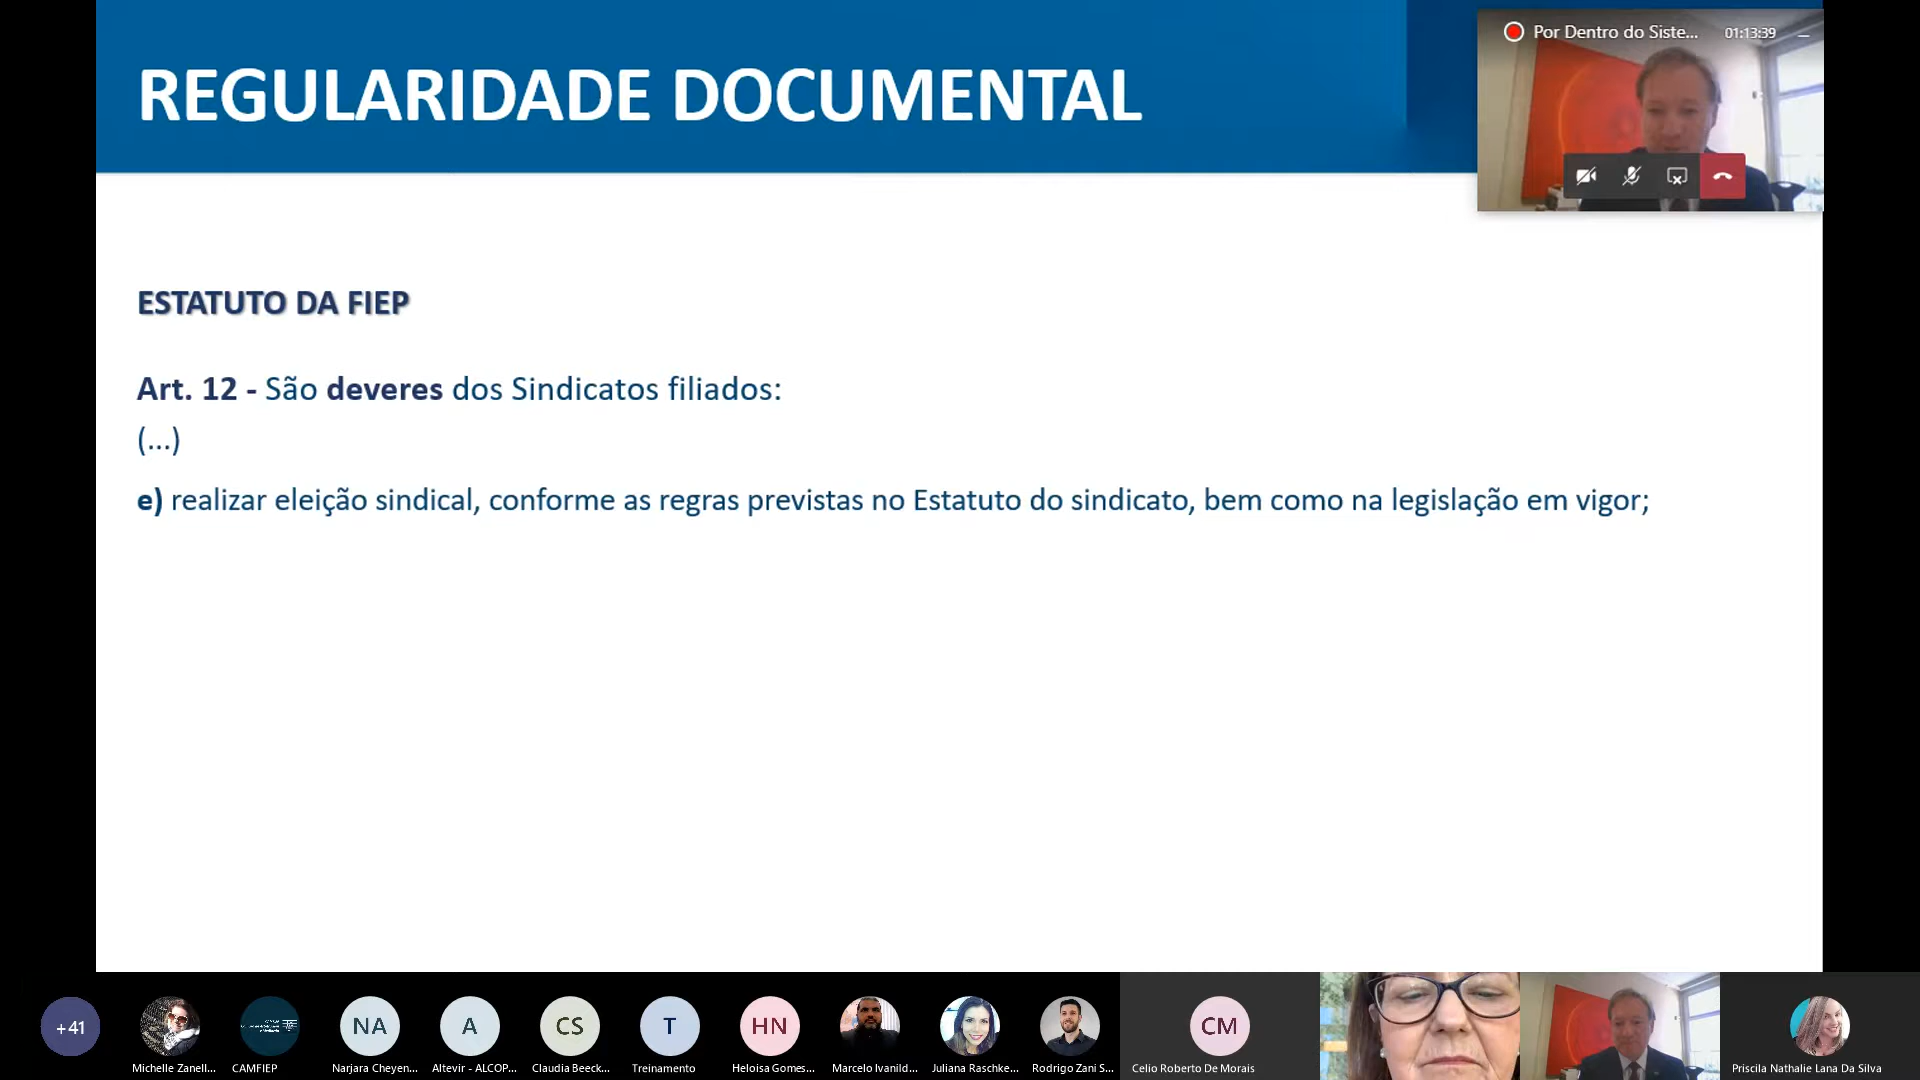 REGULARIDADE DOCUMENTAL
Por Dentro do Siste... 01:13:39
ESTATUTO DA FIEP
Art. 12 - São deveres dos Sindicatos filiados:
(...)
e) realizar eleição sindical, conforme as regras previstas no Estatuto do sindicato, bem como na legislação em vigor;
+41
NA
A
CS
T
HN
CM
Michelle Zanell...
CAMFIEP
Narjara Cheyen...
Altevir - ALCOP...
Claudia Beeck...
Treinamento
Heloisa Gomes...
Marcelo Ivanild...
Juliana Raschke...
Rodrigo Zani S...
Celio Roberto De Morais
Priscila Nathalie Lana Da Silva